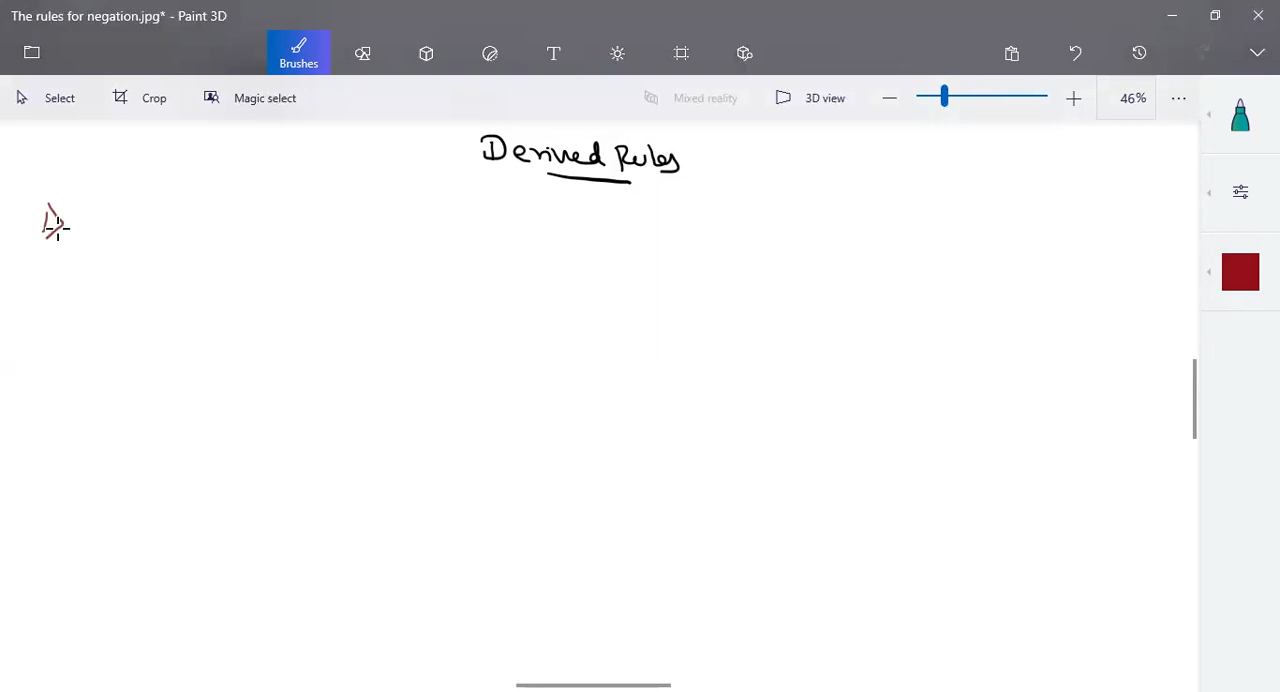 The rules for negation.jpg* - Paint 3D
Brushes
Select Crop Magic select Mixed reality 3D view 46%
Derived Rules